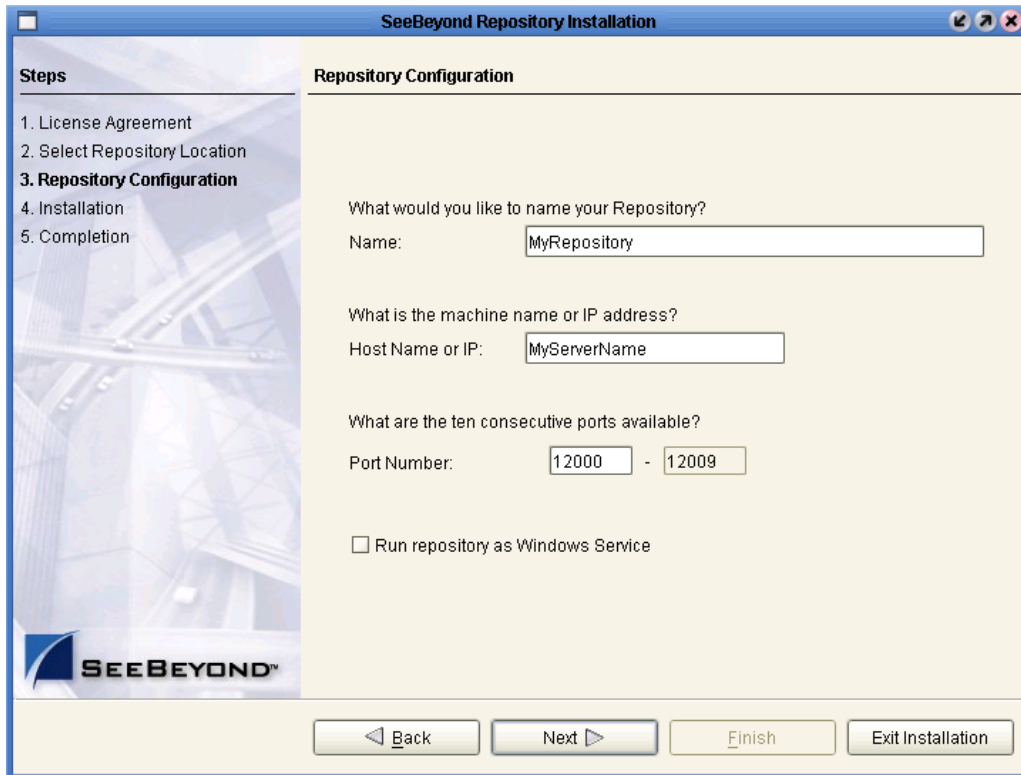 SeeBeyond Repository Installation
Steps
1. License Agreement
2. Select Repository Location
3. Repository Configuration
4. Installation
5. Completion
Repository Configuration
What would you like to name your Repository?
Name: MyRepository
What is the machine name or IP address?
Host Name or IP: MyServerName
What are the ten consecutive ports available?
Port Number: 12000 - 12009
Run repository as Windows Service
SEEBEYOND™
Back Next Finish Exit Installation